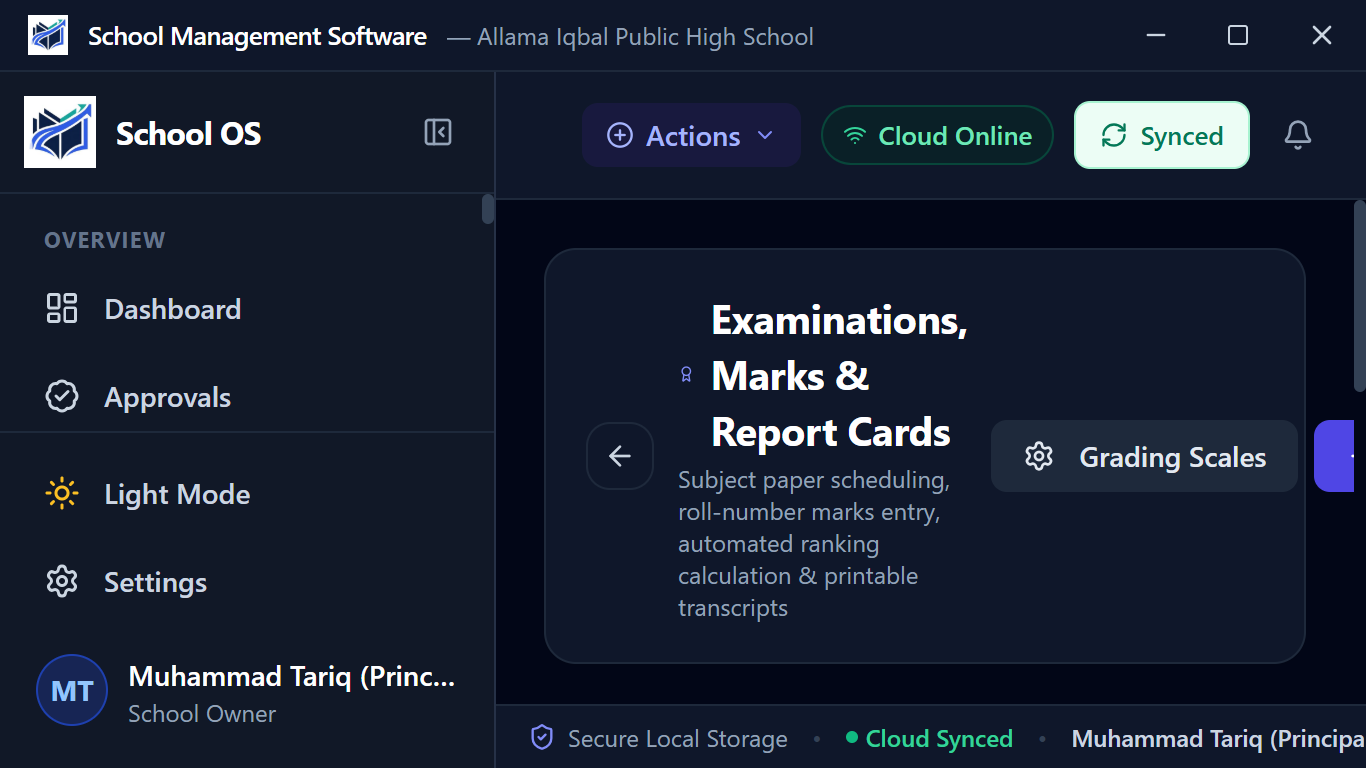 School Management Software — Allama Iqbal Public High School
School OS
Actions
Cloud Online
Synced
OVERVIEW
Dashboard
Approvals
Light Mode
Settings
MT
Muhammad Tariq (Princ...
School Owner
Examinations,
Marks &
Report Cards
Subject paper scheduling,
roll-number marks entry,
automated ranking
calculation & printable
transcripts
Grading Scales
Secure Local Storage • Cloud Synced • Muhammad Tariq (Principa